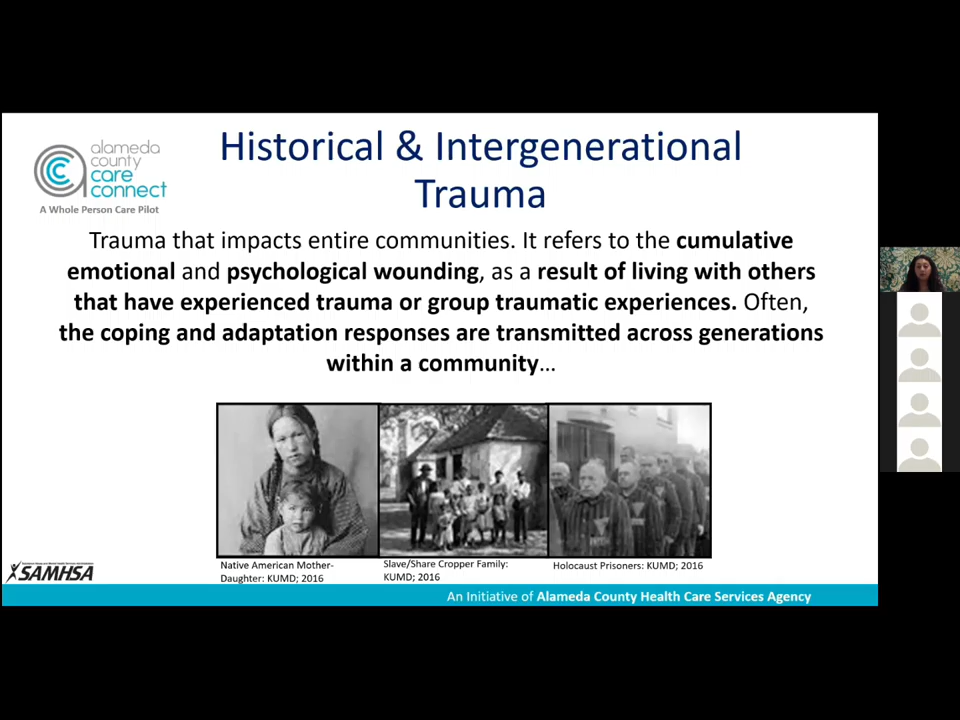 alameda
county
care
connect
A Whole Person Care Pilot
Historical & Intergenerational
Trauma
Trauma that impacts entire communities. It refers to the cumulative
emotional and psychological wounding, as a result of living with others
that have experienced trauma or group traumatic experiences. Often,
the coping and adaptation responses are transmitted across generations
within a community...
Native American Mother-
Daughter: KUMD; 2016
Slave/Share Cropper Family:
KUMD; 2016
Holocaust Prisoners: KUMD; 2016
SAMHSA
An Initiative of Alameda County Health Care Services Agency